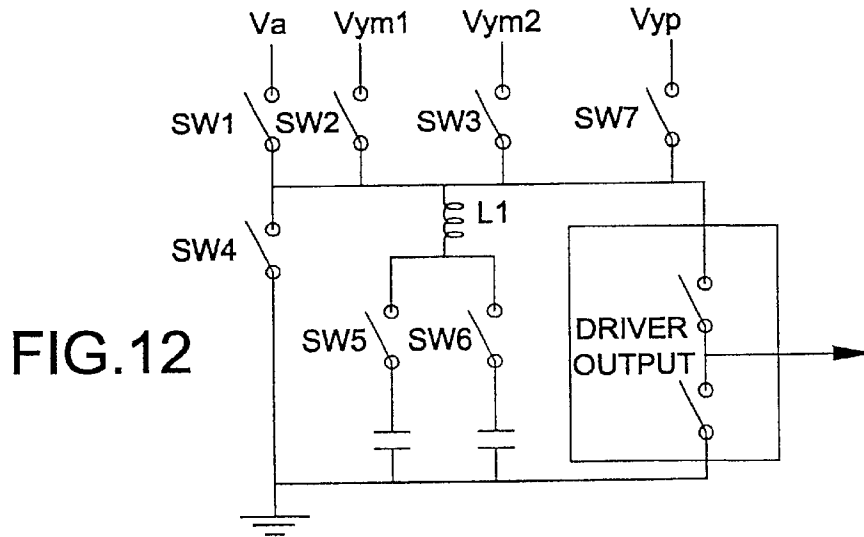 Va Vym1 Vym2 Vyp
SW1 SW2 SW3 SW7
L1
SW4
SW5 SW6
DRIVER
OUTPUT
FIG.12